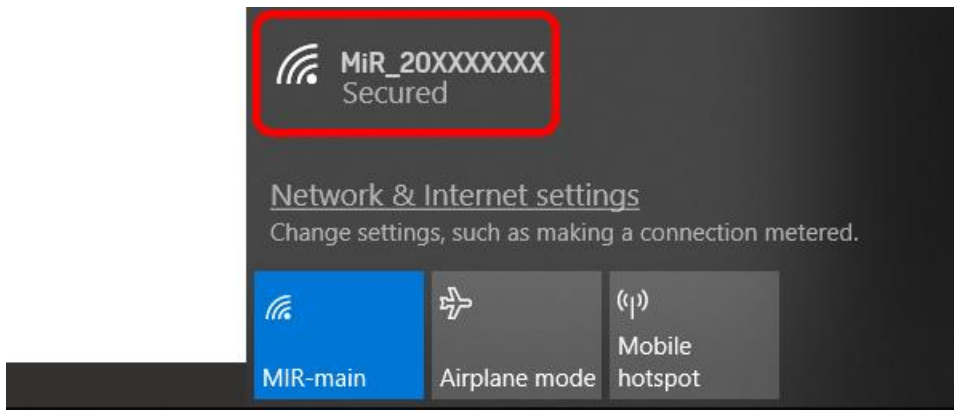 MiR_20XXXXXXX
Secured
Network & Internet settings
Change settings, such as making a connection metered.
MIR-main
Airplane mode
Mobile
hotspot